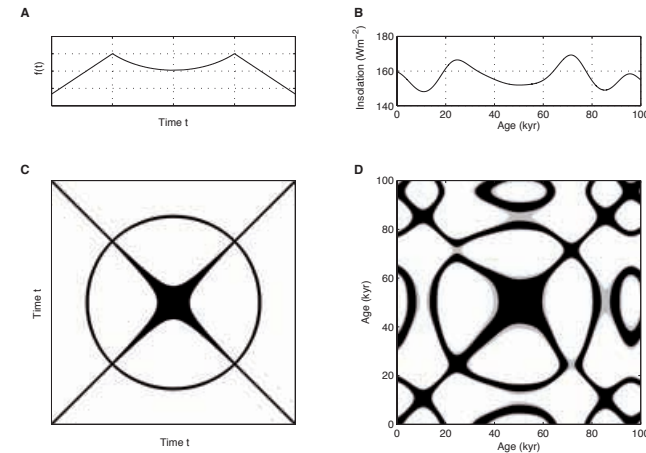 A
f(t)
Time t
B
Insolation (Wm−2)
180
160
140
0 20 40 60 80 100
Age (kyr)
C
Time t
Time t
D
Age (kyr)
100
80
60
40
20
0
0 20 40 60 80 100
Age (kyr)